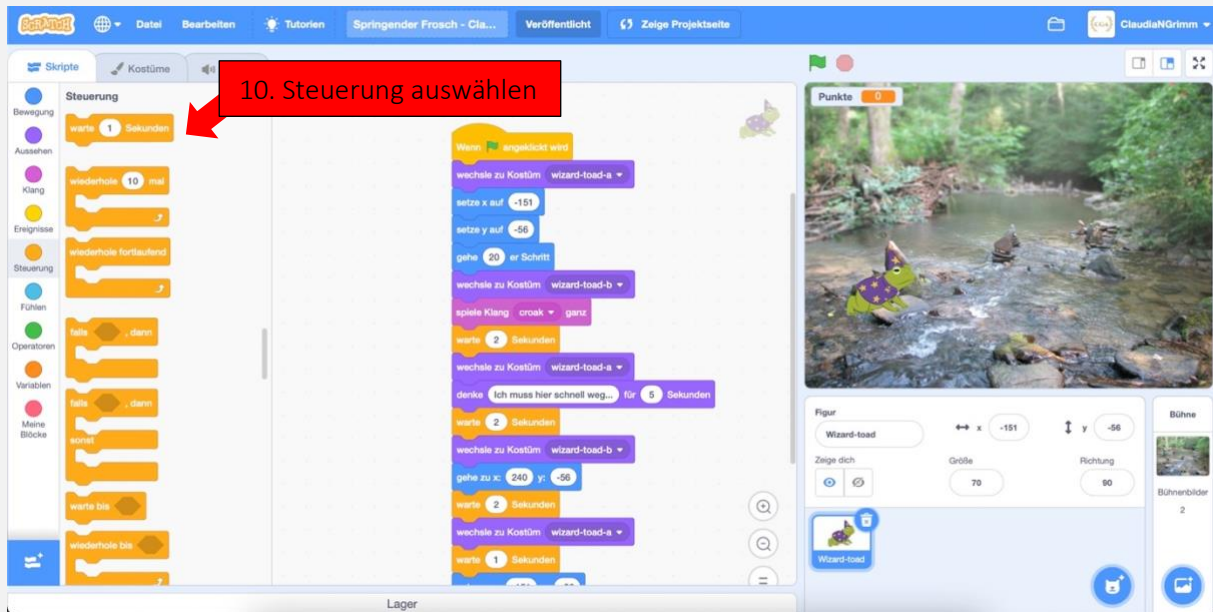 SCRATCH
Datei
Bearbeiten
Tutorien
Springender Frosch - Cla...
Veröffentlicht
Zeige Projektseite
ClaudiaNGrimm
Skripte
Kostüme
10. Steuerung auswählen
Bewegung
Aussehen
Klang
Ereignisse
Steuerung
Fühlen
Operatoren
Variablen
Meine
Blöcke
Steuerung
warte 1 Sekunden
wiederhole 10 mal
wiederhole fortlaufend
falls , dann
falls , dann
sonst
warte bis
wiederhole bis
Wenn angeklickt wird
wechsle zu Kostüm wizard-toad-a
setze x auf -151
setze y auf -56
gehe 20 er Schritt
wechsle zu Kostüm wizard-toad-b
spiele Klang croak ganz
warte 2 Sekunden
wechsle zu Kostüm wizard-toad-a
denke Ich muss hier schnell weg... für 5 Sekunden
warte 2 Sekunden
wechsle zu Kostüm wizard-toad-b
gehe zu x: 240 y: -56
warte 2 Sekunden
wechsle zu Kostüm wizard-toad-a
warte 1 Sekunden
Lager
Punkte 0
Figur
Wizard-toad
x -151
y -56
Zeige dich
Größe
70
Richtung
90
Wizard-toad
Bühne
Bühnenbilder
2